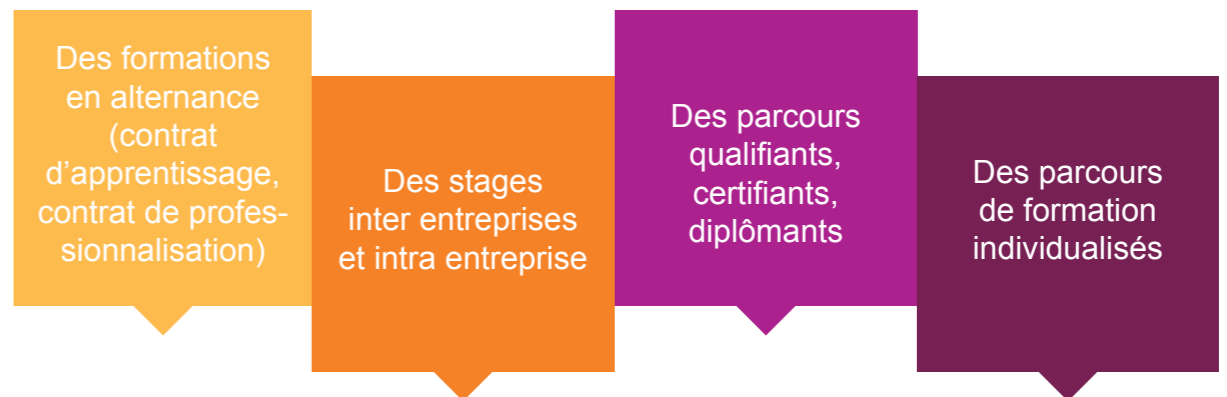 Des formations
en alternance
(contrat
d’apprentissage,
contrat de profes-
sionnalisation)
Des stages
inter entreprises
et intra entreprise
Des parcours
qualifiants,
certifiants,
diplômants
Des parcours
de formation
individualisés